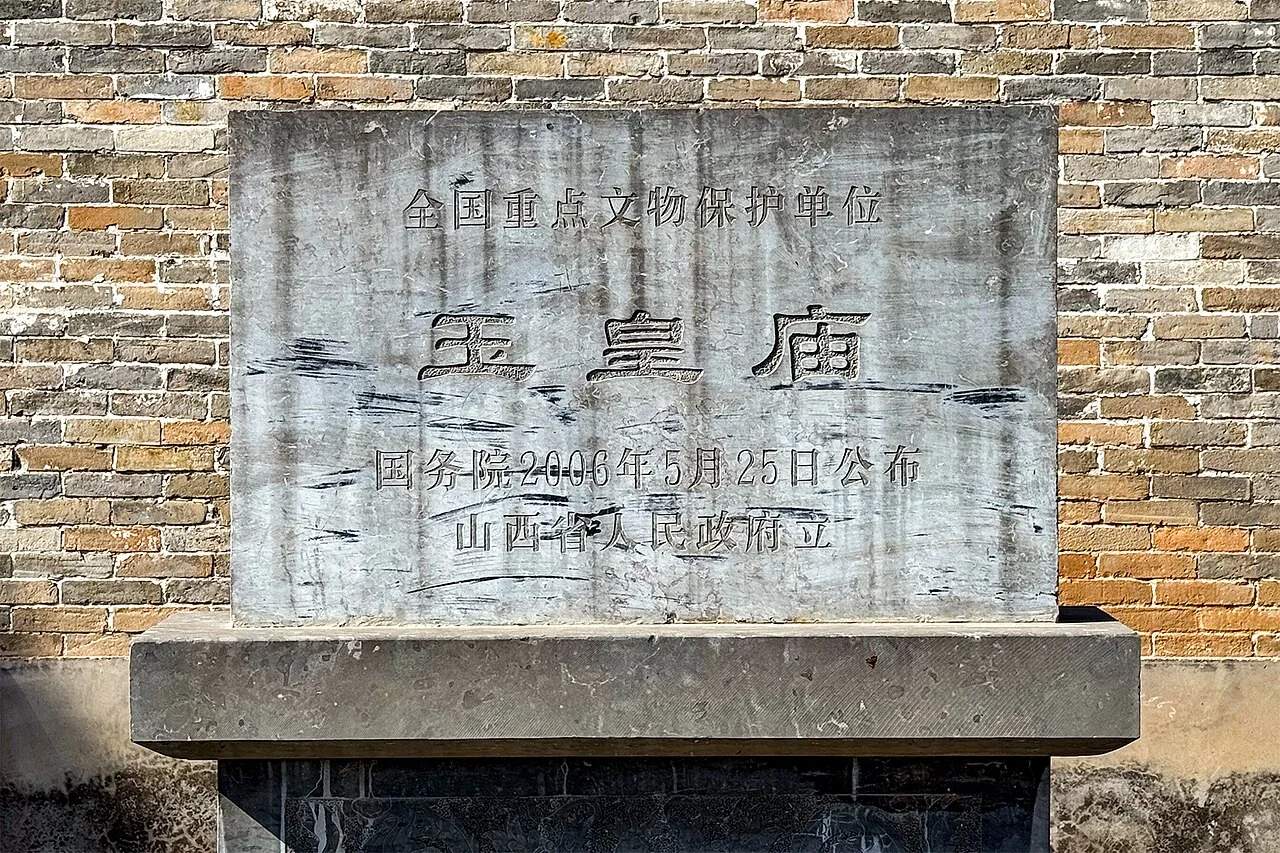 全国重点文物保护单位
玉皇庙
国务院2006年5月25日公布
山西省人民政府立